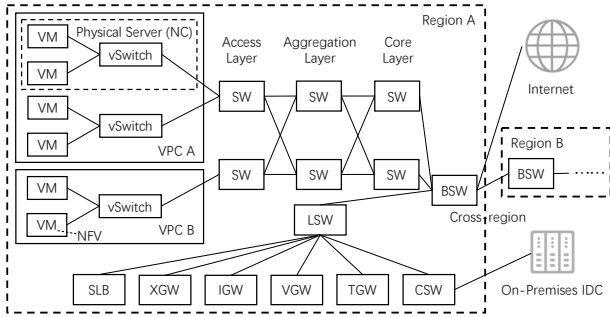 Region A
Physical Server (NC)
VM
VM
vSwitch
VM
VM
vSwitch
VPC A
VM
VM
vSwitch
NFV
VPC B
Access
Layer
Aggregation
Layer
Core
Layer
SW
SW
SW
SW
SW
SW
BSW
LSW
SLB
XGW
IGW
VGW
TGW
CSW
Internet
Region B
BSW
Cross-region
On-Premises IDC